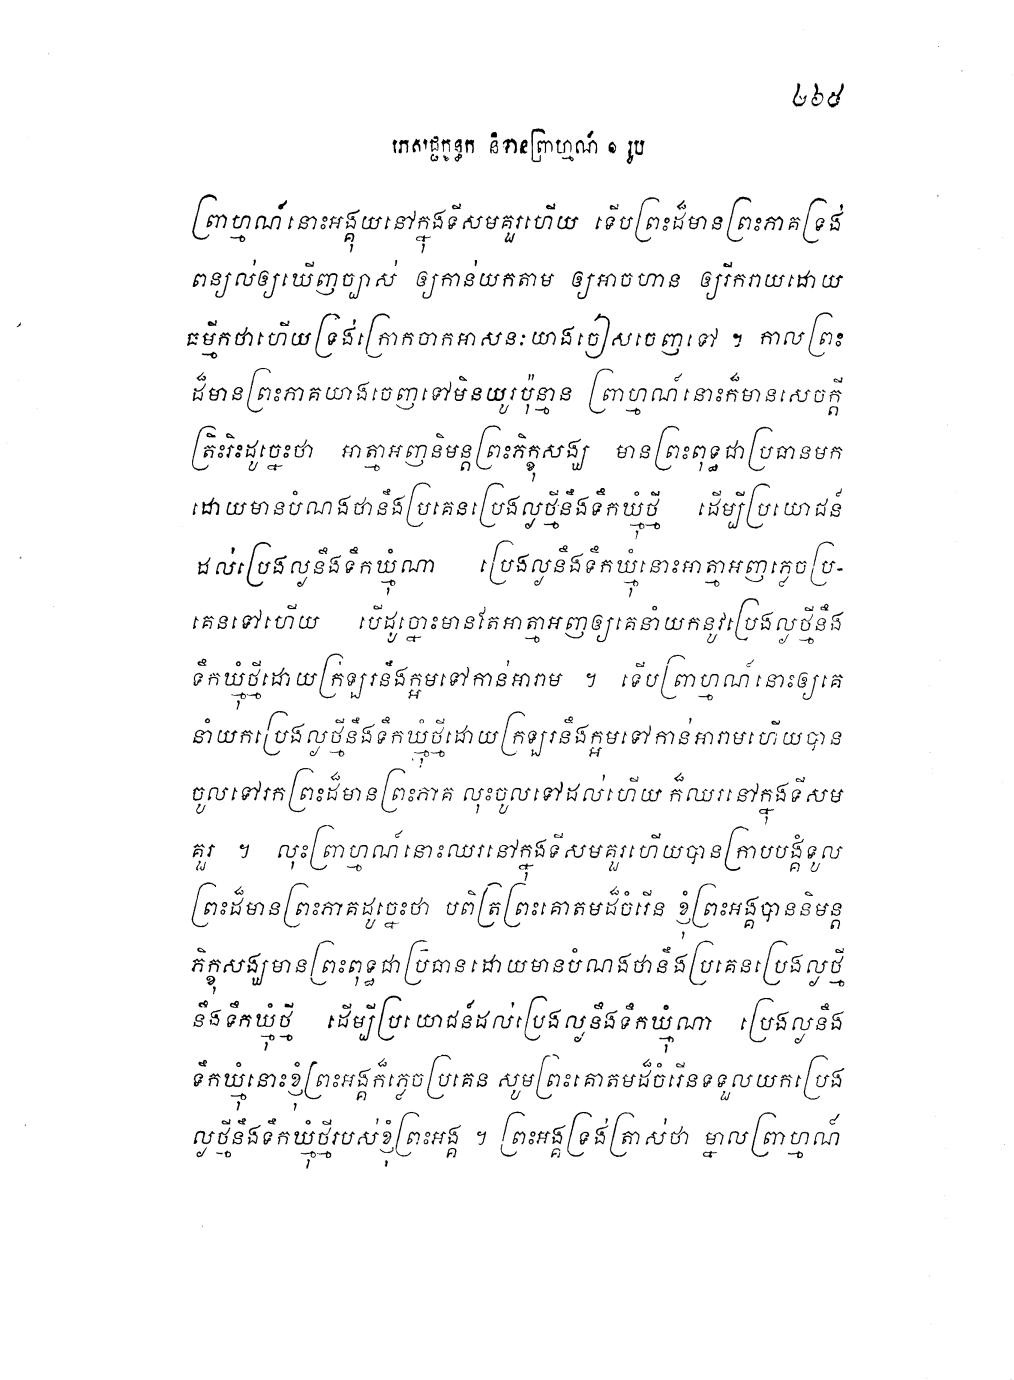 ២៦៥
ភេសជ្ជក្ខន្ធក និទានព្រាហ្មណ៍ ១ រូប
ព្រាហ្មណ៍នោះអង្គុយនៅក្នុងទីសមគួរហើយ ទើបព្រះដ៏មានព្រះភាគទ្រង់
ពន្យល់ឲ្យឃើញច្បាស់ ឲ្យកាន់យកតាម ឲ្យអាចហាន ឲ្យរីករាយដោយ
ធម្មីកថាហើយទ្រង់ក្រោកចាកអាសនៈយាងចៀសចេញទៅ ។ កាលព្រះ
ដ៏មានព្រះភាគយាងចេញទៅមិនយូរប៉ុន្មាន ព្រាហ្មណ៍នោះក៏មានសេចក្តី
ត្រិះរិះដូច្នេះថា អាត្មាអញនិមន្តព្រះភិក្ខុសង្ឃ មានព្រះពុទ្ធជាប្រធានមក
ដោយមានបំណងថានឹងប្រគេនប្រេងល្ងថ្មីនឹងទឹកឃ្មុំថ្មី ដើម្បីប្រយោជន៍
ដល់ប្រេងល្ងនឹងទឹកឃ្មុំណា ប្រេងល្ងនឹងទឹកឃ្មុំនោះអាត្មាអញភ្លេចប្រ-
គេនទៅហើយ បើដូច្នោះមានតែអាត្មាអញឲ្យគេនាំយកនូវប្រេងល្ងថ្មីនឹង
ទឹកឃ្មុំថ្មីដោយក្រឡនឹងក្អមទៅកាន់អារាម ។ ទើបព្រាហ្មណ៍នោះឲ្យគេ
នាំយកប្រេងល្ងថ្មីនឹងទឹកឃ្មុំថ្មីដោយក្រឡនឹងក្អមទៅកាន់អារាមហើយបាន
ចូលទៅរកព្រះដ៏មានព្រះភាគ លុះចូលទៅដល់ហើយ ក៏ឈរនៅក្នុងទីសម
គួរ ។ លុះព្រាហ្មណ៍នោះឈរនៅក្នុងទីសមគួរហើយបានក្រាបបង្គំទូល
ព្រះដ៏មានព្រះភាគដូច្នេះថា បពិត្រព្រះគោតមដ៏ចំរើន ខ្ញុំព្រះអង្គបាននិមន្ត
ភិក្ខុសង្ឃមានព្រះពុទ្ធជាប្រធានដោយមានបំណងថានឹងប្រគេនប្រេងល្ងថ្មី
នឹងទឹកឃ្មុំថ្មី ដើម្បីប្រយោជន៍ដល់ប្រេងល្ងនឹងទឹកឃ្មុំណា ប្រេងល្ងនឹង
ទឹកឃ្មុំនោះខ្ញុំព្រះអង្គក៏ភ្លេចប្រគេន សូមព្រះគោតមដ៏ចំរើនទទួលយកប្រេង
ល្ងថ្មីនឹងទឹកឃ្មុំថ្មីរបស់ខ្ញុំព្រះអង្គ ។ ព្រះអង្គទ្រង់ត្រាស់ថា ម្នាលព្រាហ្មណ៍